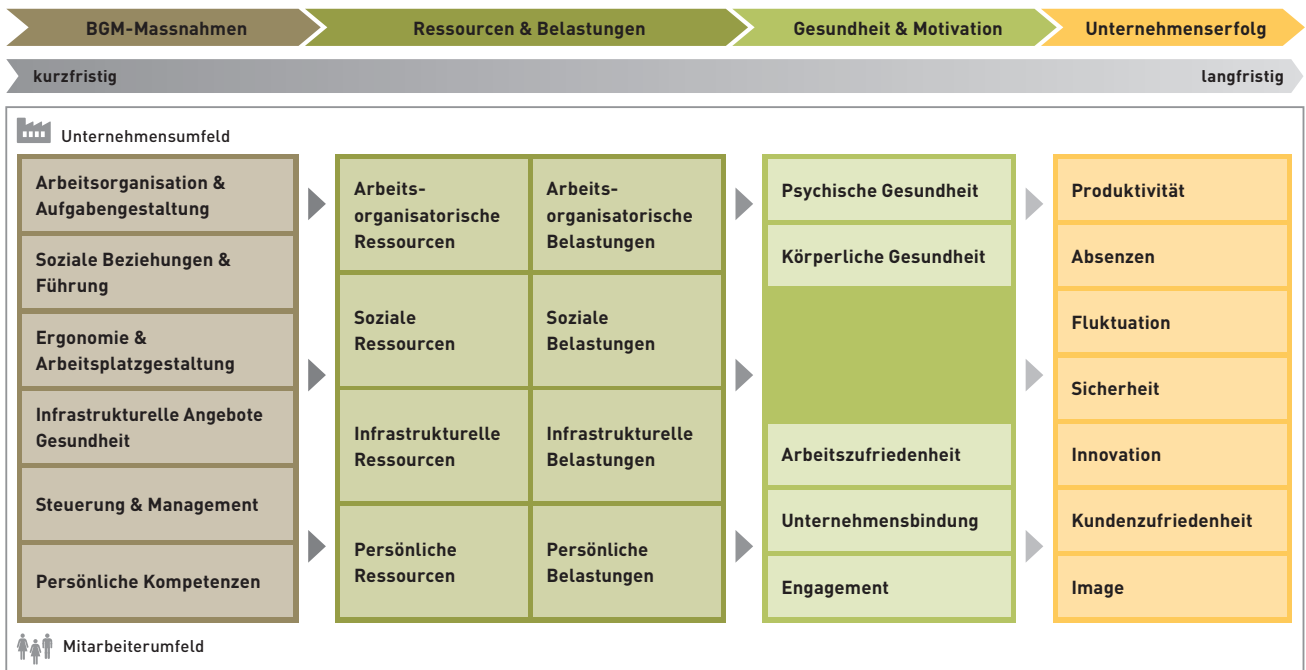 BGM-Massnahmen
Ressourcen & Belastungen
Gesundheit & Motivation
Unternehmenserfolg
kurzfristig
langfristig
Unternehmensumfeld
Arbeitsorganisation &
Aufgabengestaltung
Soziale Beziehungen &
Führung
Ergonomie &
Arbeitsplatzgestaltung
Infrastrukturelle Angebote
Gesundheit
Steuerung & Management
Persönliche Kompetenzen
Arbeits-
organisatorische
Ressourcen
Soziale
Ressourcen
Infrastrukturelle
Ressourcen
Persönliche
Ressourcen
Arbeits-
organisatorische
Belastungen
Soziale
Belastungen
Infrastrukturelle
Belastungen
Persönliche
Belastungen
Psychische Gesundheit
Körperliche Gesundheit
Arbeitszufriedenheit
Unternehmensbindung
Engagement
Produktivität
Absenzen
Fluktuation
Sicherheit
Innovation
Kundenzufriedenheit
Image
Mitarbeiterumfeld